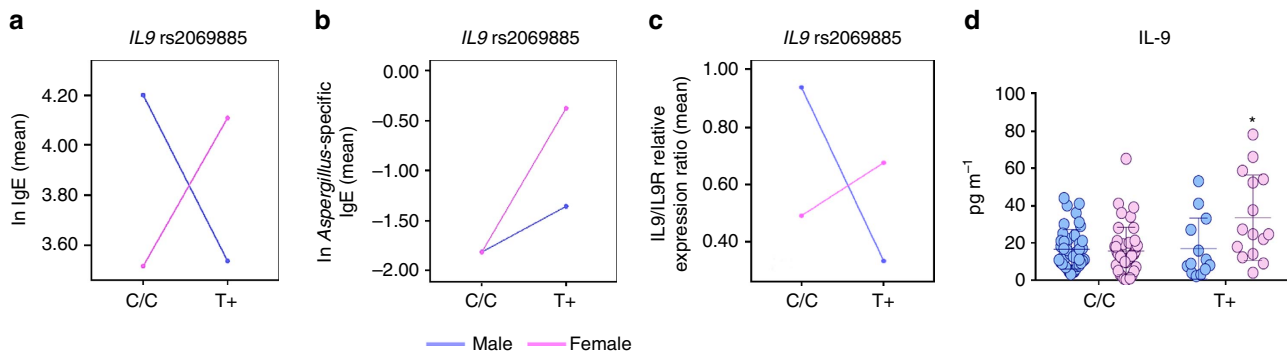 a
IL9 rs2069885
ln IgE (mean)
4.20
4.00
3.80
3.60
C/C
T+
b
IL9 rs2069885
ln Aspergillus-specific
IgE (mean)
0.00
–0.50
–1.00
–1.50
–2.00
C/C
T+
c
IL9 rs2069885
IL9/IL9R relative
expression ratio (mean)
1.00
0.80
0.60
0.40
C/C
T+
d
IL-9
pg m⁻¹
100
80
60
40
20
0
*
C/C
T+
Male
Female